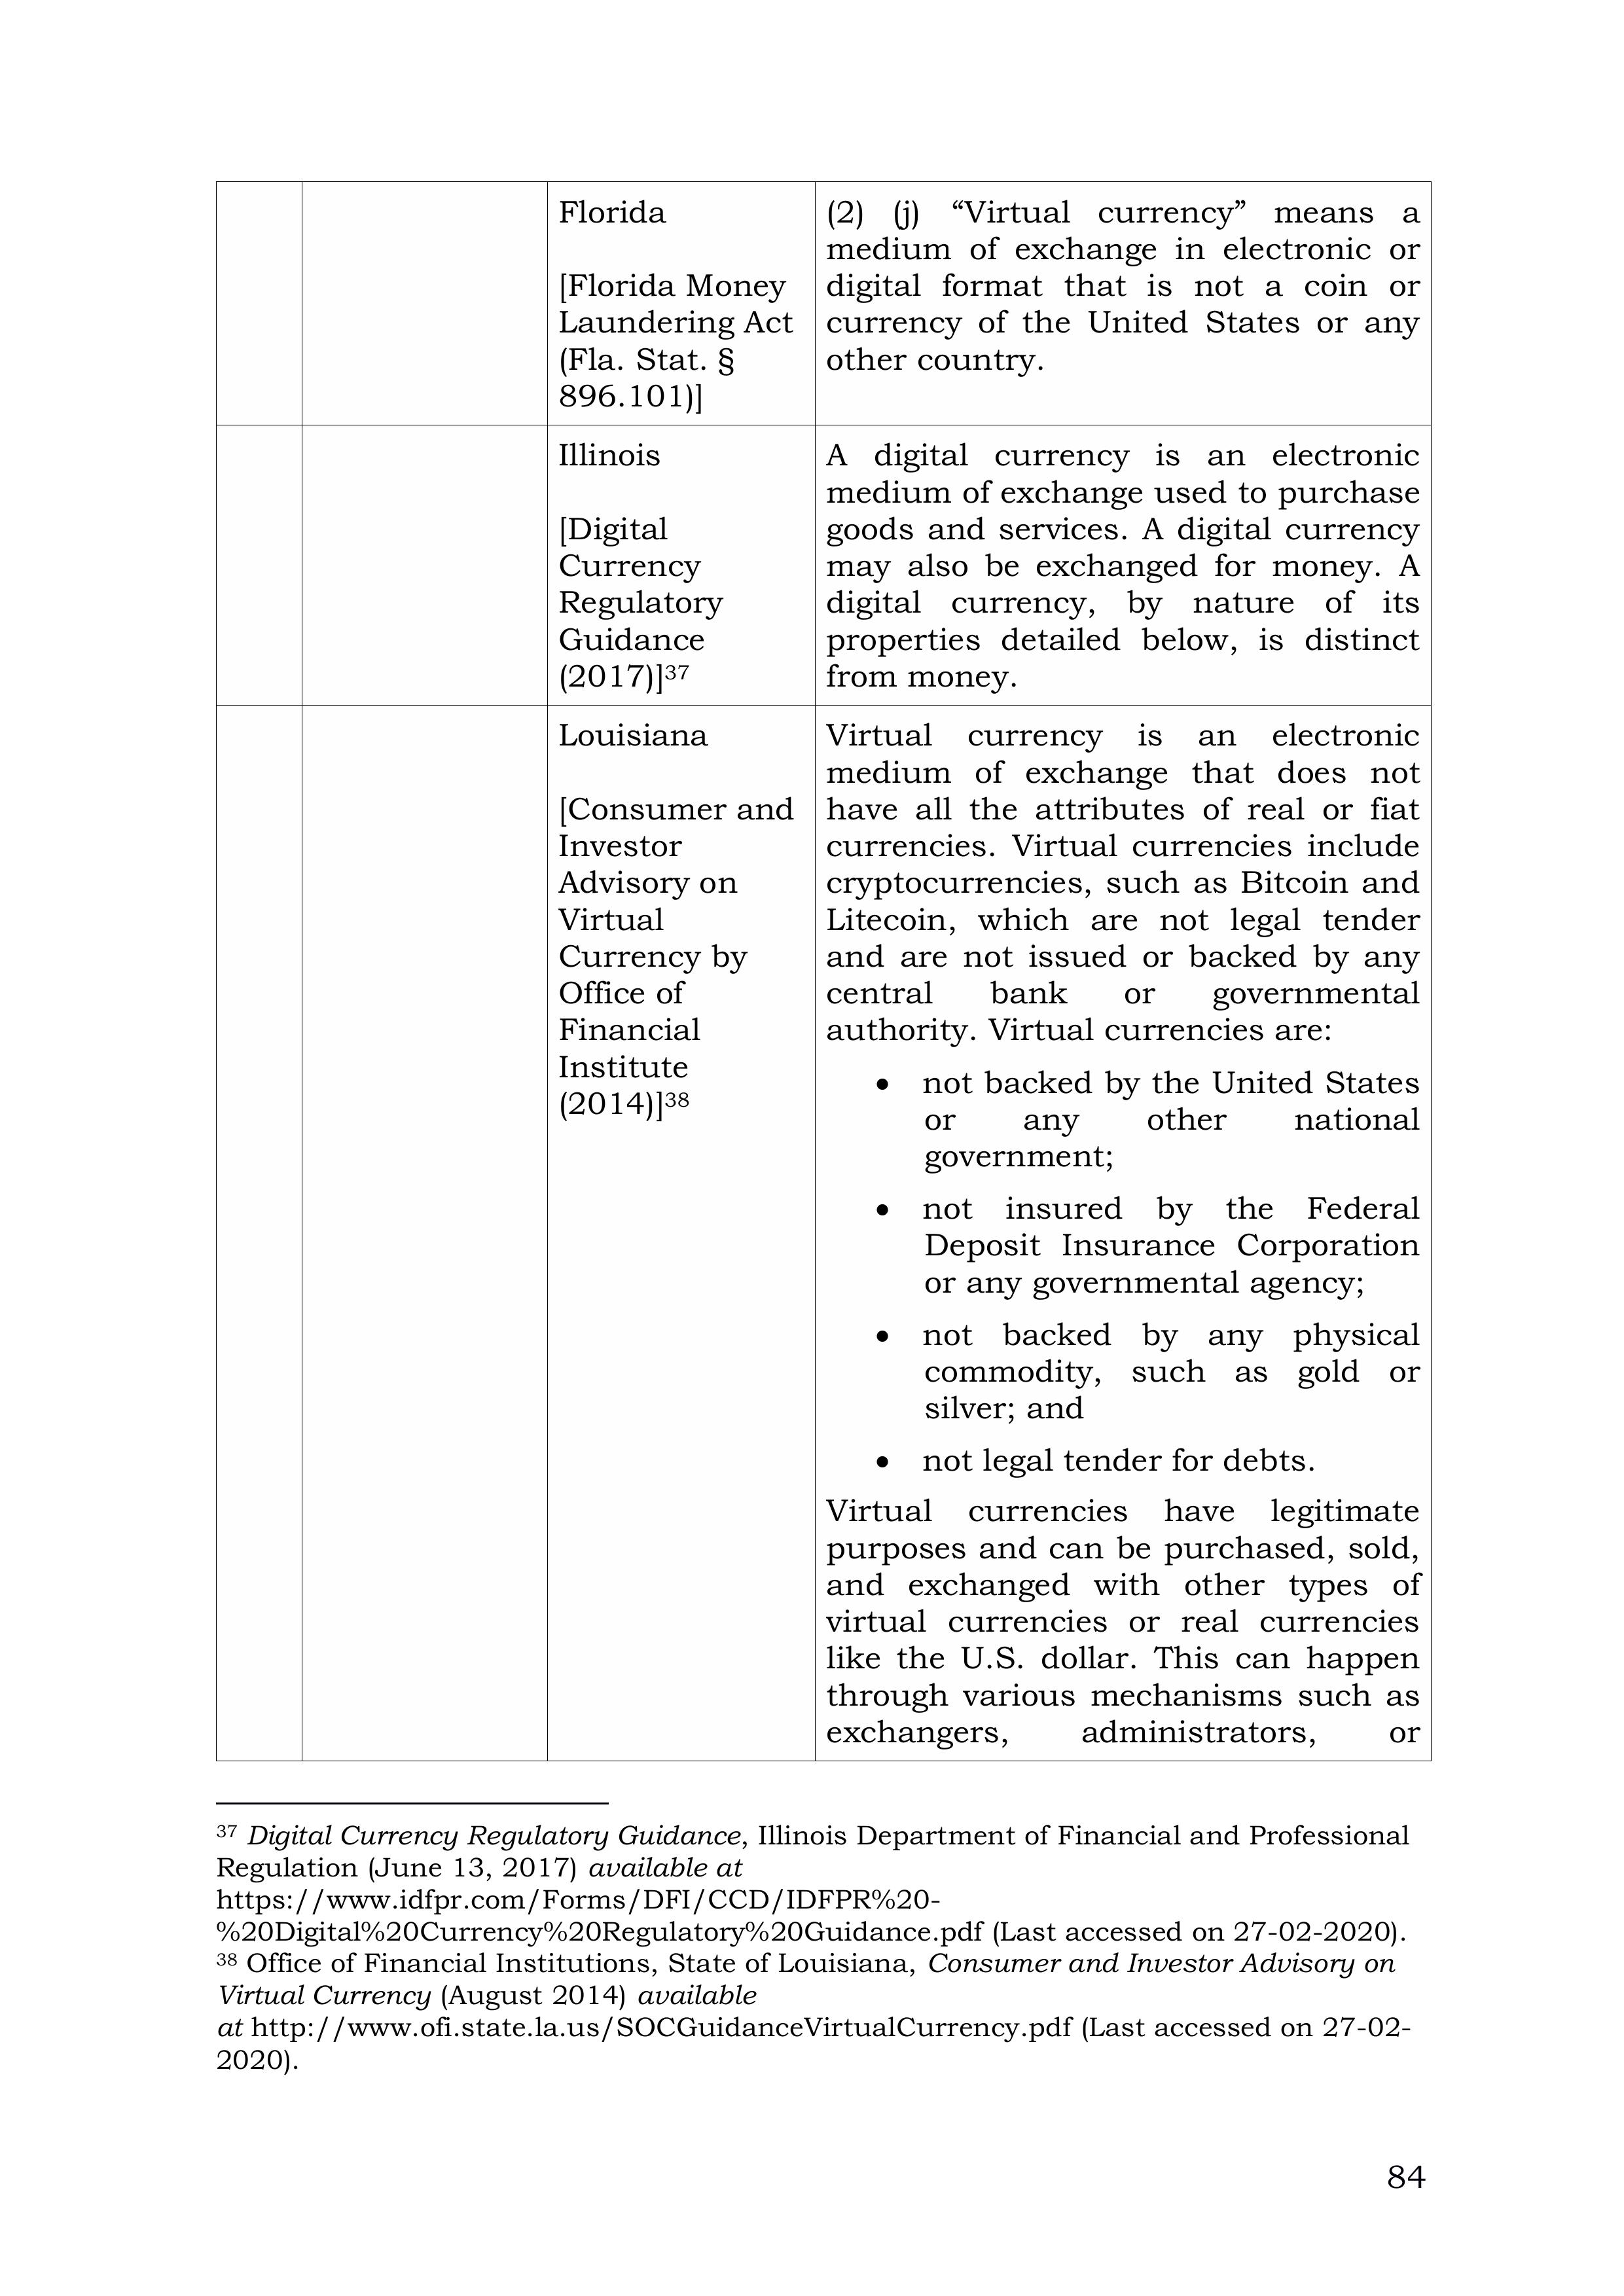 Florida
[Florida Money
Laundering Act
(Fla. Stat. §
896.101)]
(2) (j) “Virtual currency” means a
medium of exchange in electronic or
digital format that is not a coin or
currency of the United States or any
other country.
Illinois
[Digital
Currency
Regulatory
Guidance
(2017)]37
A digital currency is an electronic
medium of exchange used to purchase
goods and services. A digital currency
may also be exchanged for money. A
digital currency, by nature of its
properties detailed below, is distinct
from money.
Louisiana
[Consumer and
Investor
Advisory on
Virtual
Currency by
Office of
Financial
Institute
(2014)]38
Virtual currency is an electronic
medium of exchange that does not
have all the attributes of real or fiat
currencies. Virtual currencies include
cryptocurrencies, such as Bitcoin and
Litecoin, which are not legal tender
and are not issued or backed by any
central bank or governmental
authority. Virtual currencies are:
• not backed by the United States
or any other national
government;
• not insured by the Federal
Deposit Insurance Corporation
or any governmental agency;
• not backed by any physical
commodity, such as gold or
silver; and
• not legal tender for debts.
Virtual currencies have legitimate
purposes and can be purchased, sold,
and exchanged with other types of
virtual currencies or real currencies
like the U.S. dollar. This can happen
through various mechanisms such as
exchangers, administrators, or
37 Digital Currency Regulatory Guidance, Illinois Department of Financial and Professional
Regulation (June 13, 2017) available at
https://www.idfpr.com/Forms/DFI/CCD/IDFPR%20-
%20Digital%20Currency%20Regulatory%20Guidance.pdf (Last accessed on 27-02-2020).
38 Office of Financial Institutions, State of Louisiana, Consumer and Investor Advisory on
Virtual Currency (August 2014) available
at http://www.ofi.state.la.us/SOCGuidanceVirtualCurrency.pdf (Last accessed on 27-02-
2020).
84